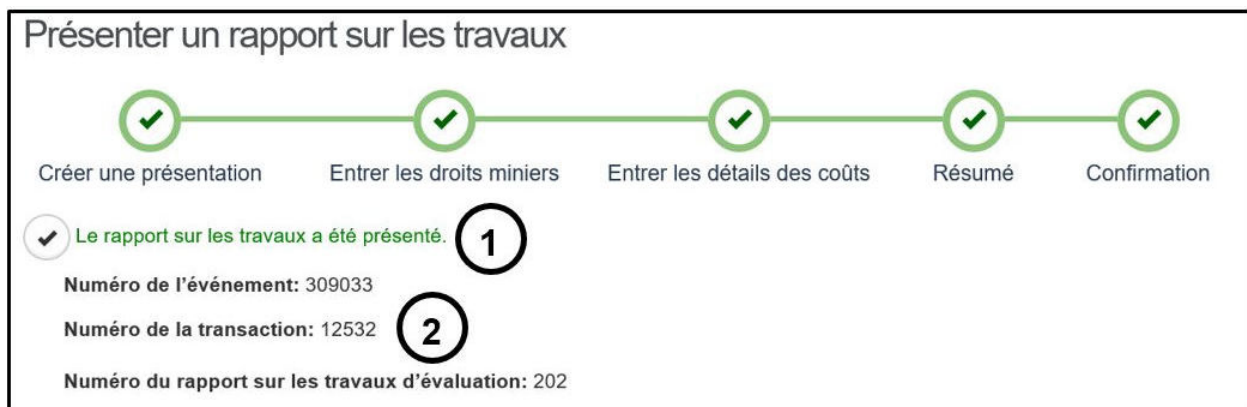 Présenter un rapport sur les travaux
Créer une présentation Entrer les droits miniers Entrer les détails des coûts Résumé Confirmation
Le rapport sur les travaux a été présenté. 1
Numéro de l’événement: 309033
Numéro de la transaction: 12532 2
Numéro du rapport sur les travaux d’évaluation: 202